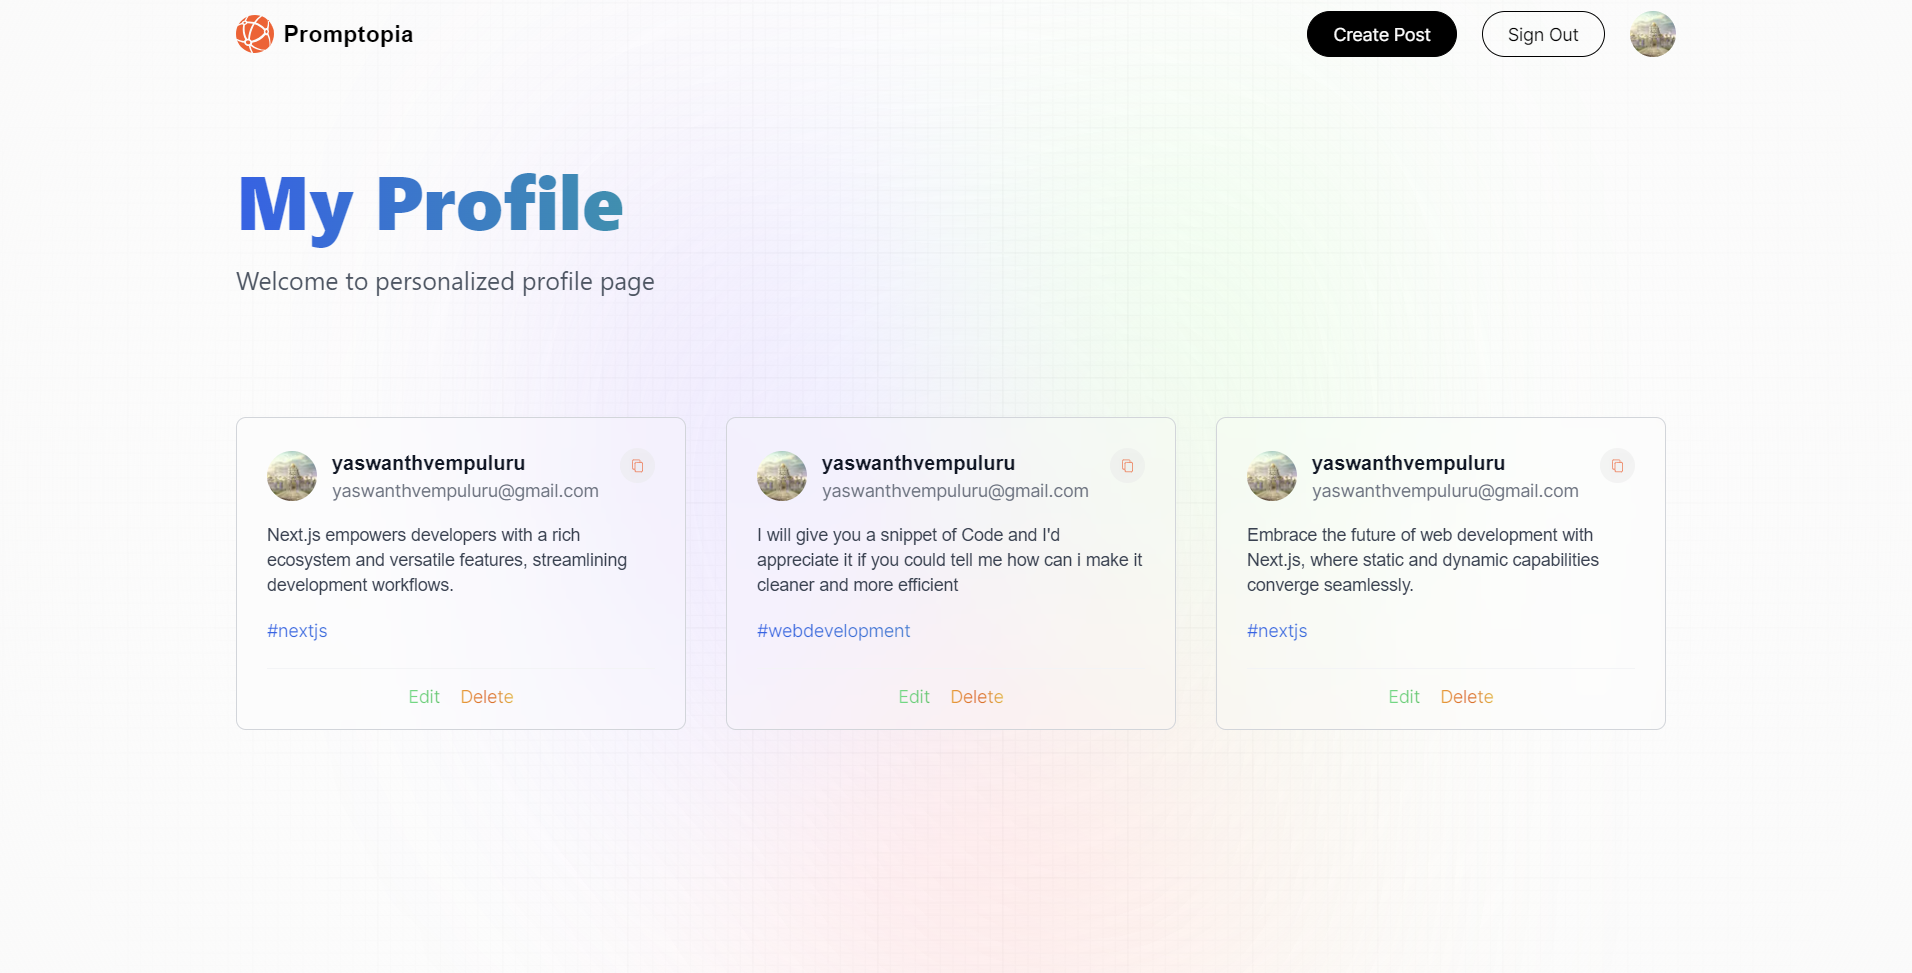 Promptopia
Create Post
Sign Out
My Profile
Welcome to personalized profile page
yaswanthvempuluru
yaswanthvempuluru@gmail.com
Next.js empowers developers with a rich
ecosystem and versatile features, streamlining
development workflows.
#nextjs
Edit Delete
yaswanthvempuluru
yaswanthvempuluru@gmail.com
I will give you a snippet of Code and I'd
appreciate it if you could tell me how can i make it
cleaner and more efficient
#webdevelopment
Edit Delete
yaswanthvempuluru
yaswanthvempuluru@gmail.com
Embrace the future of web development with
Next.js, where static and dynamic capabilities
converge seamlessly.
#nextjs
Edit Delete